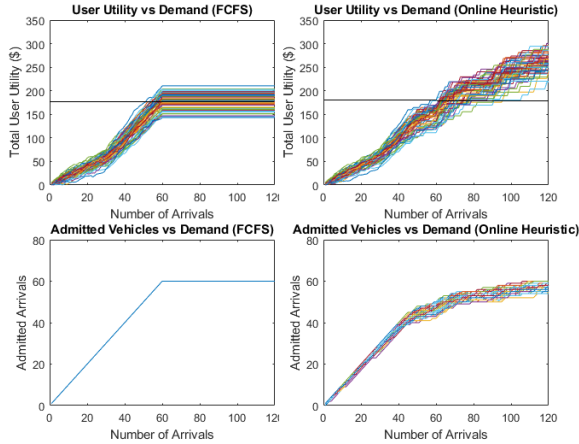 User Utility vs Demand (FCFS)
350
300
250
200
150
100
50
0
Total User Utility ($)
0 20 40 60 80 100 120
Number of Arrivals
User Utility vs Demand (Online Heuristic)
350
300
250
200
150
100
50
0
Total User Utility ($)
0 20 40 60 80 100 120
Number of Arrivals
Admitted Vehicles vs Demand (FCFS)
80
60
40
20
0
Admitted Arrivals
0 20 40 60 80 100 12
Number of Arrivals
Admitted Vehicles vs Demand (Online Heuristic)
80
60
40
20
0
Admitted Arrivals
0 20 40 60 80 100 120
Number of Arrivals